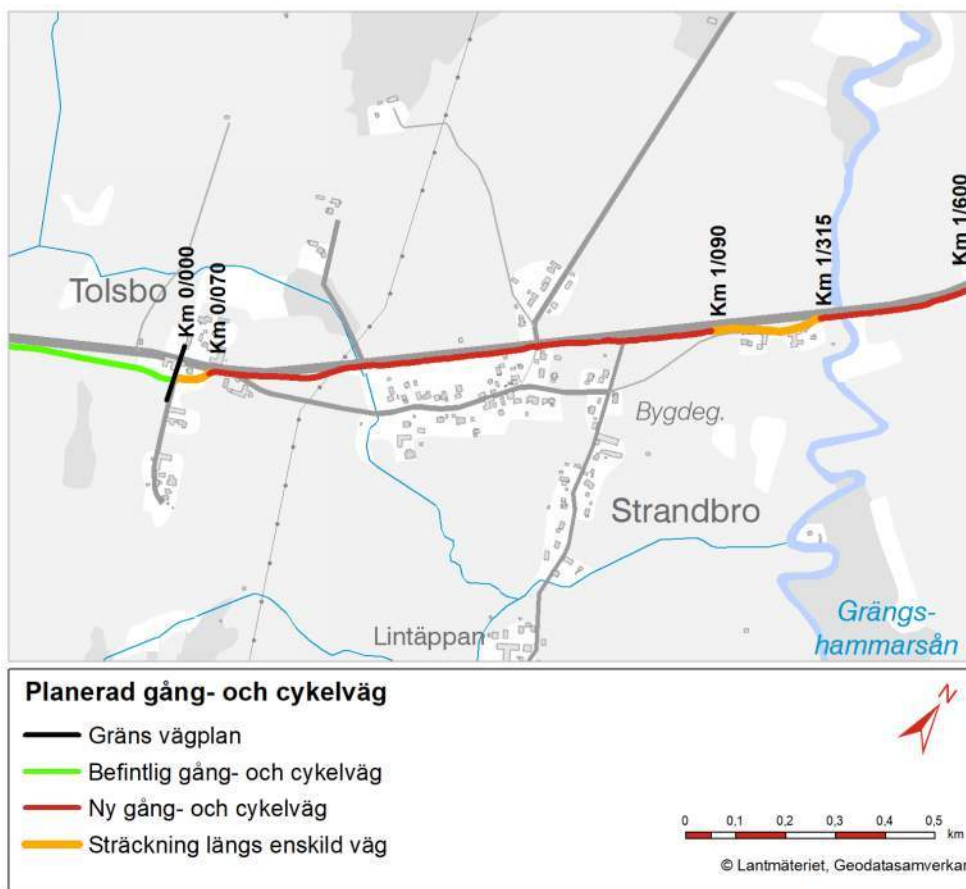 Tolsbo
Km 0/000
Km 0/070
Km 1/090
Km 1/315
Km 1/600
Bygdeg.
Strandbro
Lintäppan
Grängs-
hammarsån
Planerad gång- och cykelväg
Gräns vägplan
Befintlig gång- och cykelväg
Ny gång- och cykelväg
Sträckning längs enskild väg
N
0 0,1 0,2 0,3 0,4 0,5
km
© Lantmäteriet, Geodatasamverkan